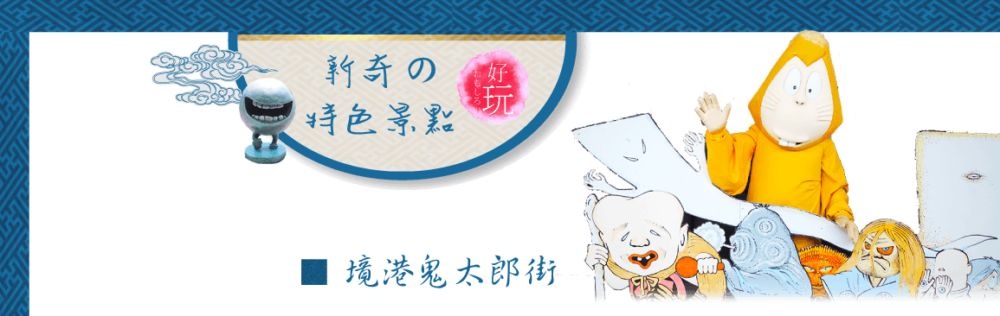 新奇の
特色景點
好玩
おもしろい
境港鬼太郎街